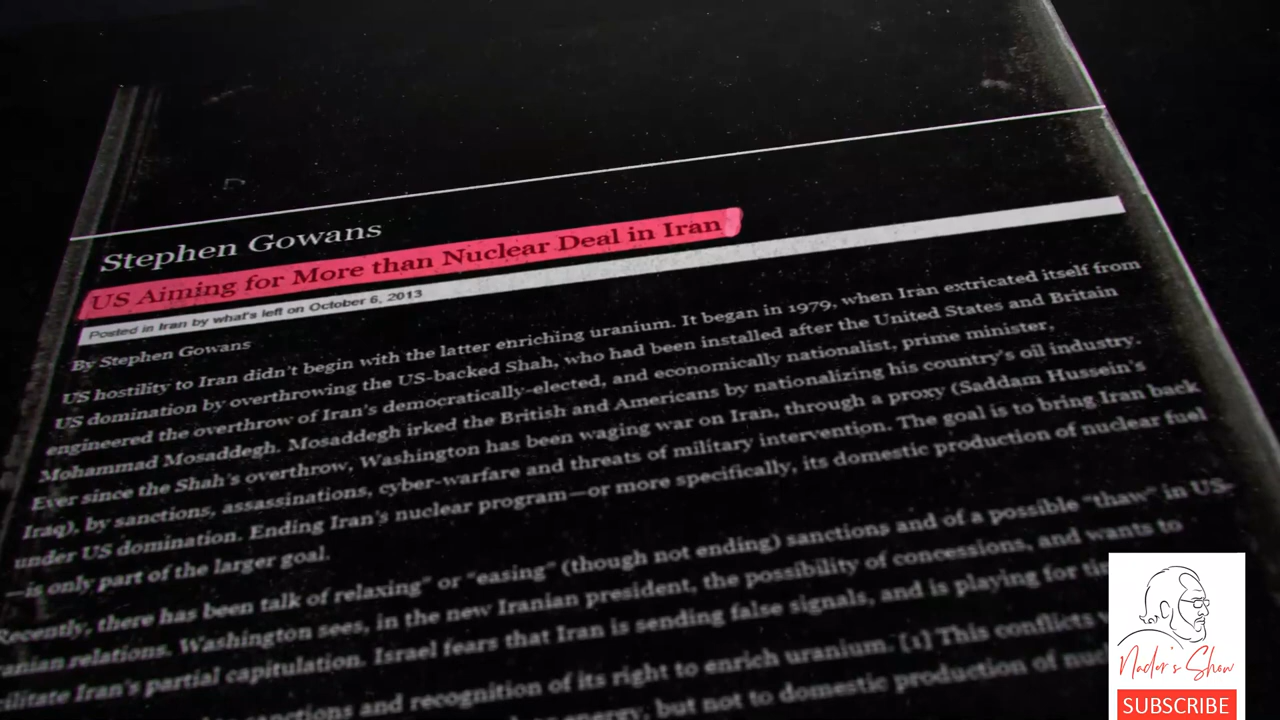 Stephen Gowans
US Aiming for More than Nuclear Deal in Iran
Posted in Iran by what's left on October 6, 2013
By Stephen Gowans
US hostility to Iran didn't begin with the latter enriching uranium. It began in 1979, when Iran extricated itself from
US domination by overthrowing the US-backed Shah, who had been installed after the United States and Britain
engineered the overthrow of Iran's democratically-elected, and economically nationalist, prime minister,
Mohammad Mosaddegh. Mosaddegh irked the British and Americans by nationalizing his country's oil industry.
Ever since the Shah's overthrow, Washington has been waging war on Iran, through a proxy (Saddam Hussein's
Iraq), by sanctions, assassinations, cyber-warfare and threats of military intervention. The goal is to bring Iran back
under US domination. Ending Iran's nuclear program—or more specifically, its domestic production of nuclear fuel
—is only part of the larger goal.
Recently, there has been talk of relaxing" or "easing" (though not ending) sanctions and of a possible "thaw" in US-
anian relations. Washington sees, in the new Iranian president, the possibility of concessions, and wants to
cilitate Iran's partial capitulation. Israel fears that Iran is sending false signals, and is playing for
sanctions and recognition of its right to enrich uranium. [1] This conflicts
energy, but not to domestic production of
Nader's Show
SUBSCRIBE